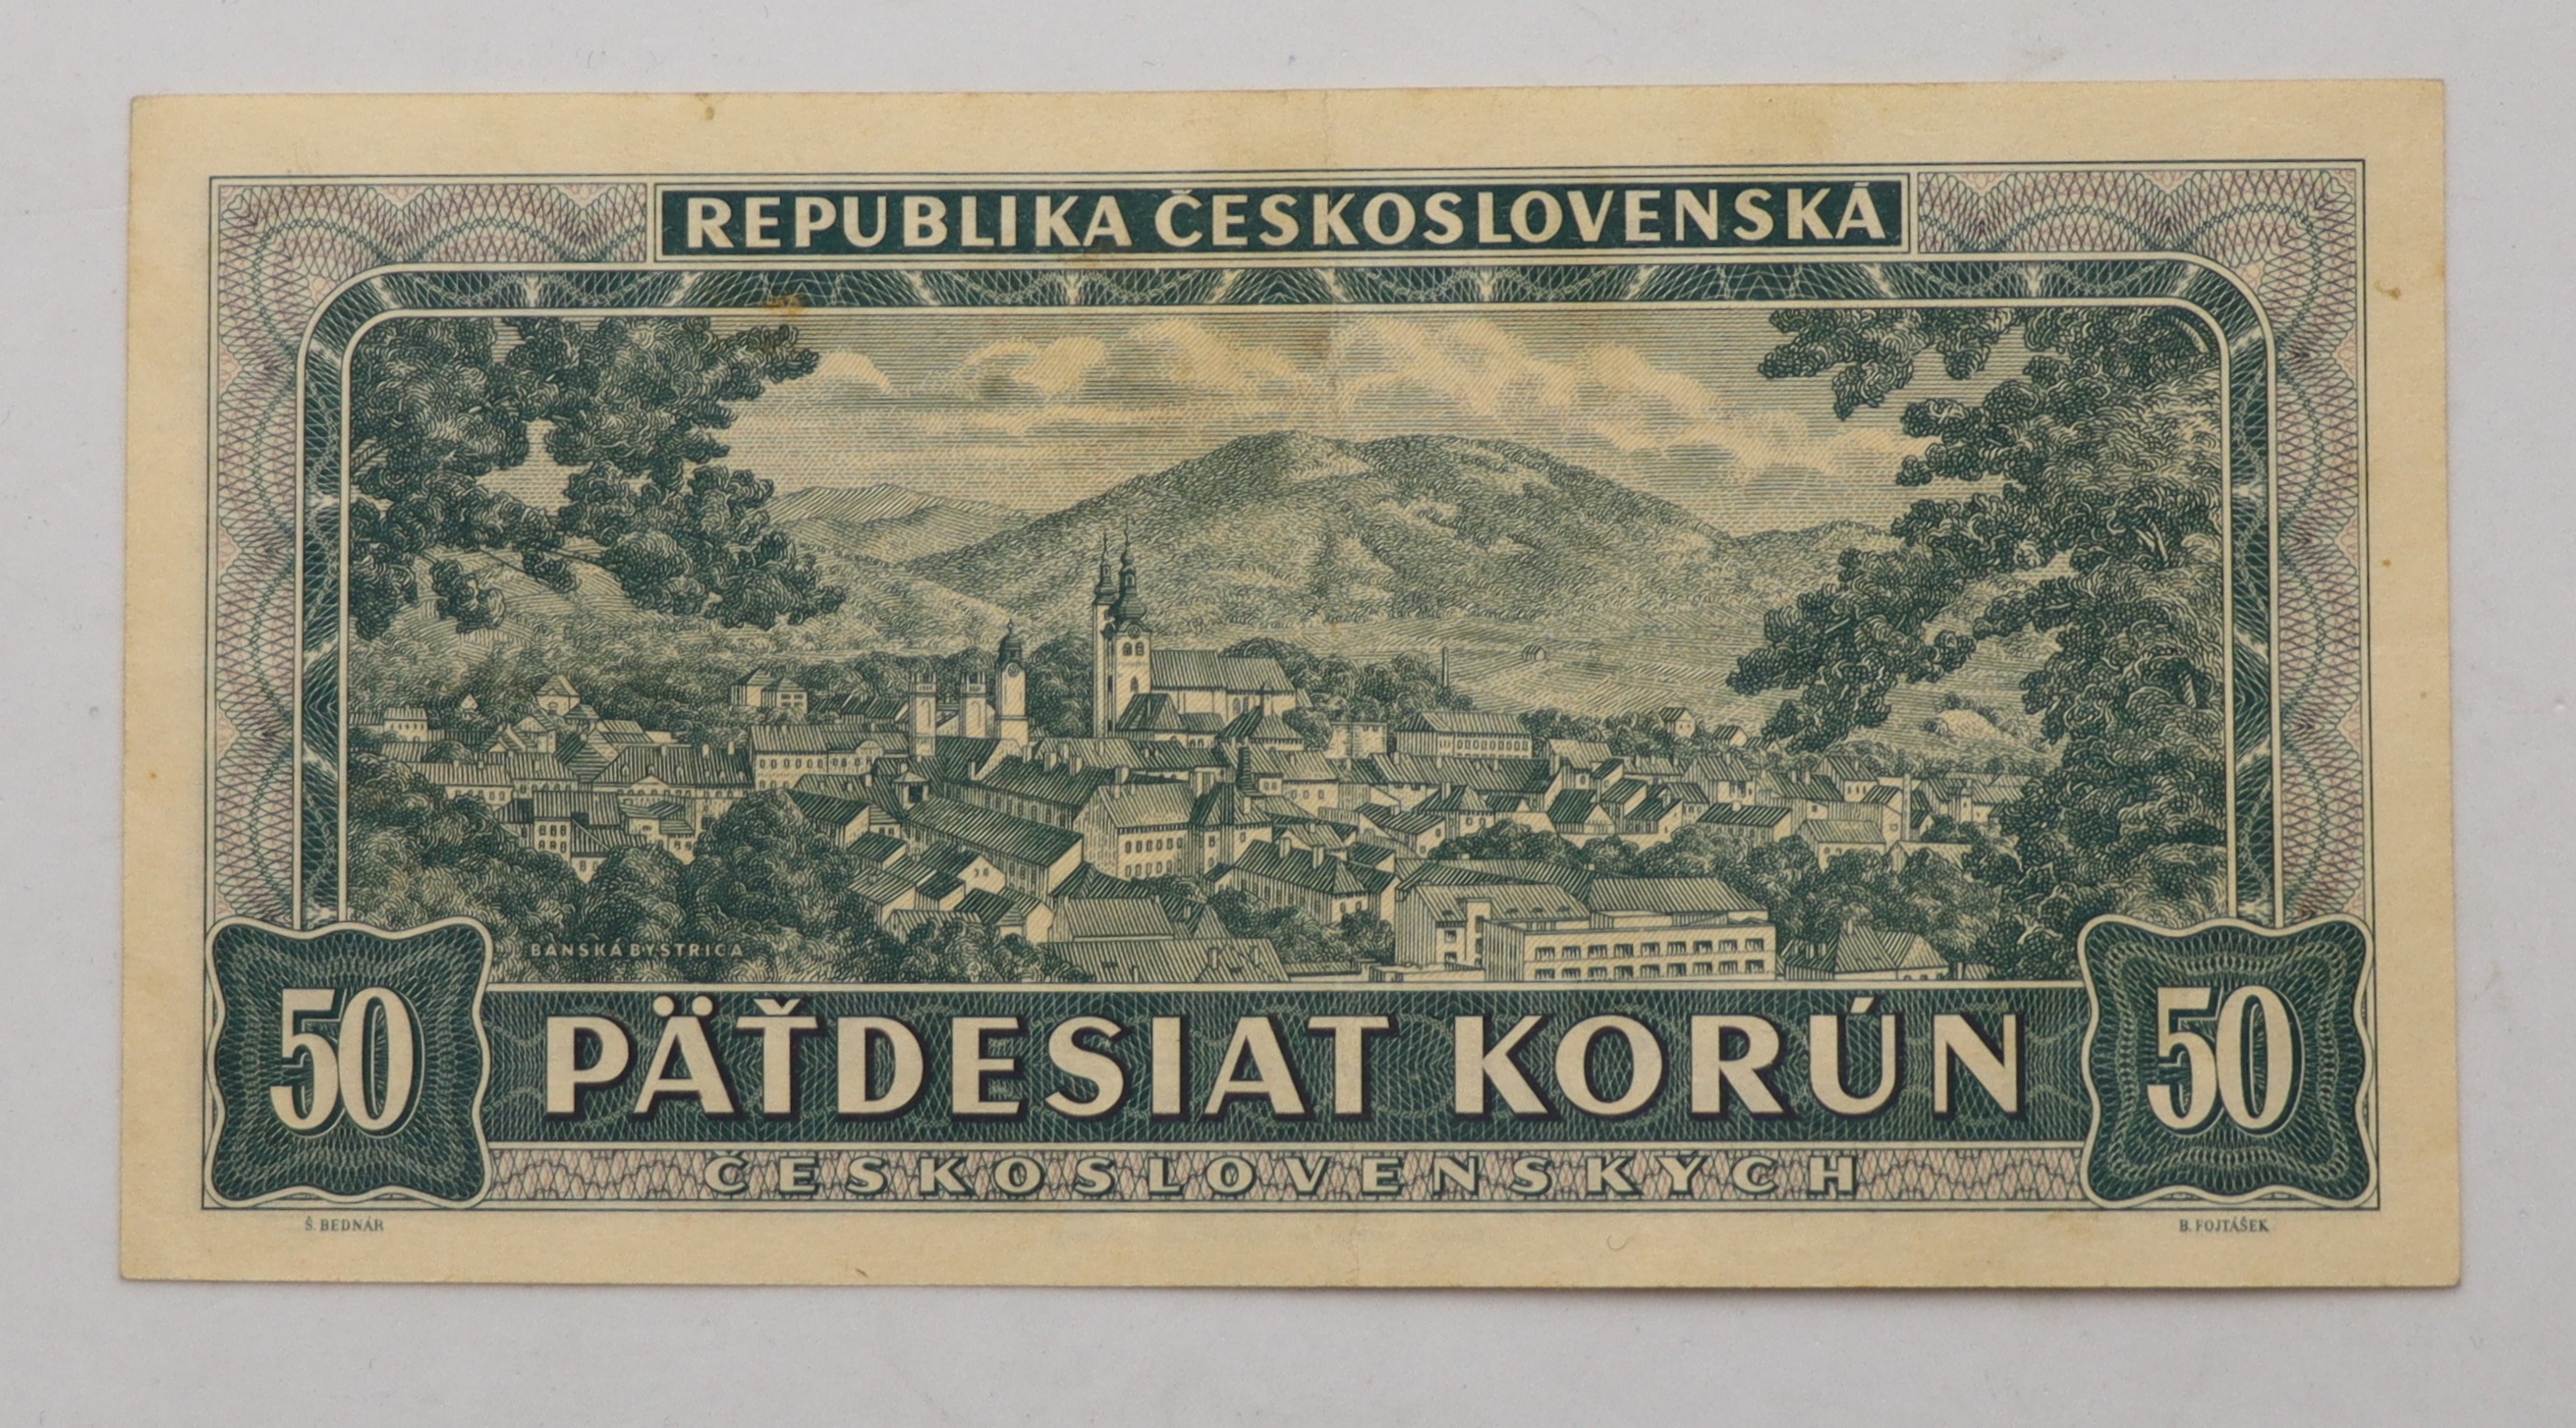 REPUBLIKA ČESKOSLOVENSKÁ
BANSKÁ BYSTRICA
50 PÄŤDESIAT KORÚN 50
ČESKOSLOVENSKÝCH
Š. BEDNÁR B. FOJTÁŠEK